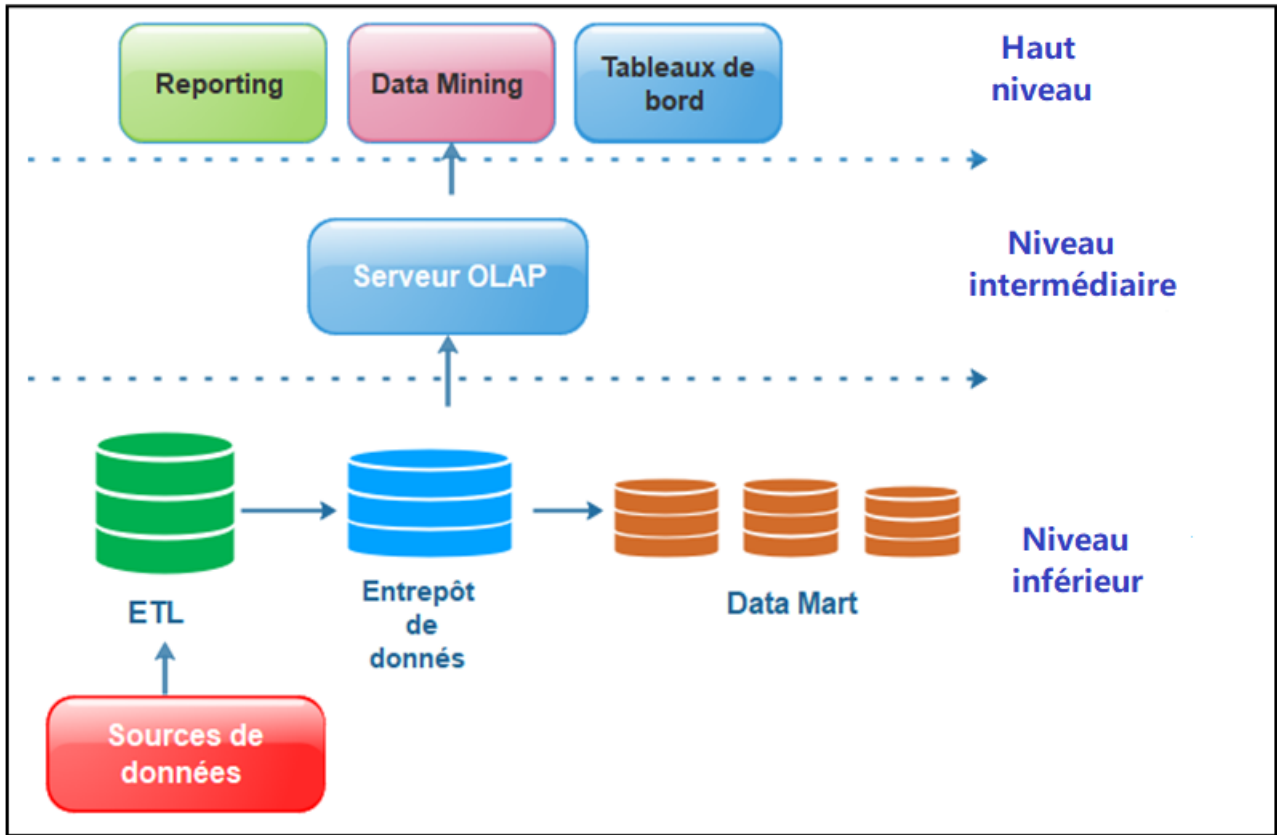 Reporting
Data Mining
Tableaux de
bord
Haut
niveau
Serveur OLAP
Niveau
intermédiaire
ETL
Entrepôt
de
donnés
Data Mart
Niveau
inférieur
Sources de
données